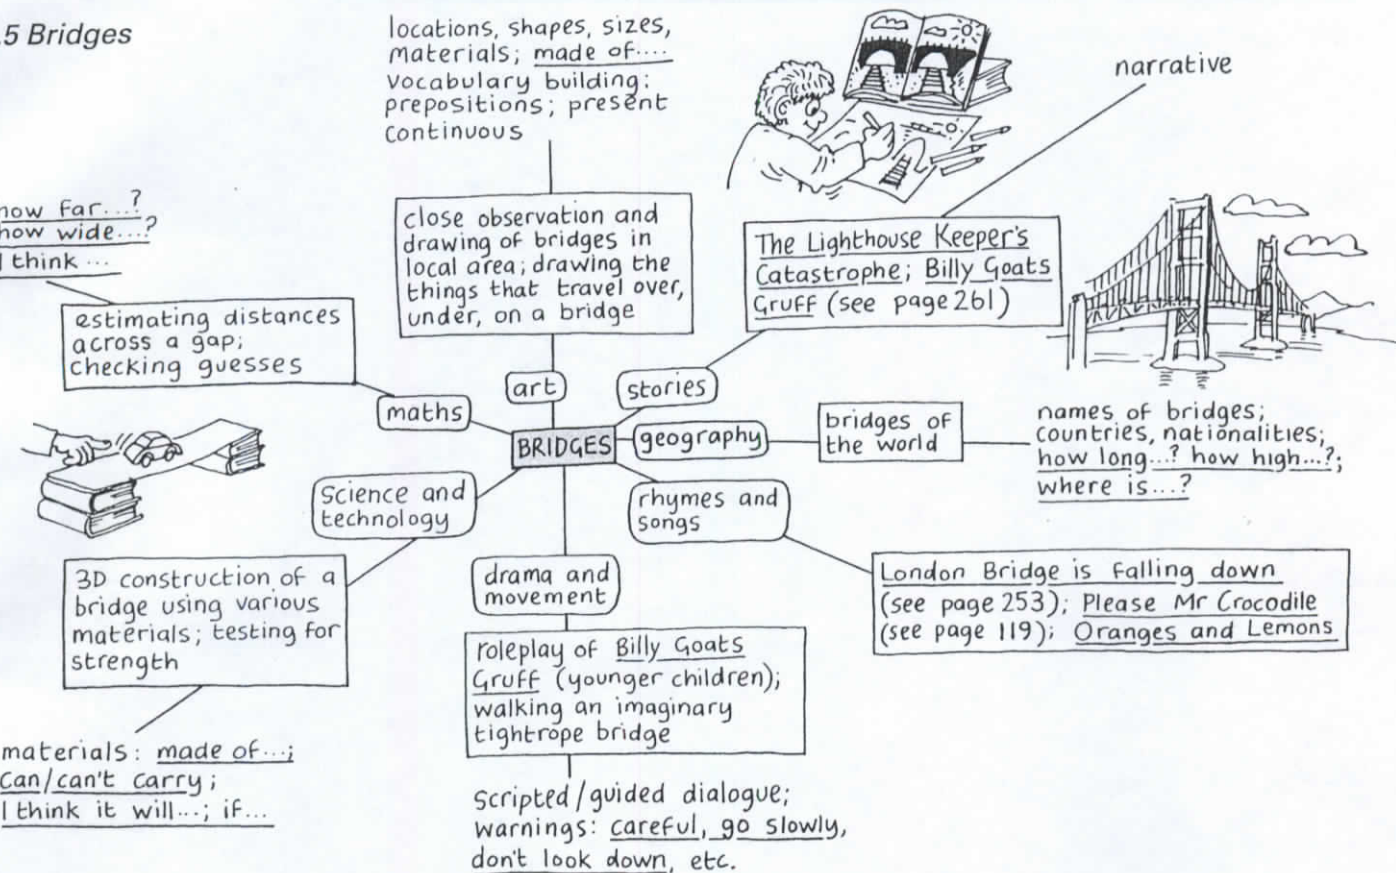 .5 Bridges
locations, shapes, sizes,
materials; made of....
vocabulary building:
prepositions; present
continuous
narrative
how far...?
how wide...?
I think ...
close observation and
drawing of bridges in
local area; drawing the
things that travel over,
under, on a bridge
The Lighthouse Keeper's
Catastrophe; Billy Goats
Gruff (see page 261)
estimating distances
across a gap;
checking guesses
art
stories
maths
BRIDGES
geography
bridges of
the world
names of bridges;
countries, nationalities;
how long...? how high...?;
where is...?
Science and
technology
rhymes and
songs
3D construction of a
bridge using various
materials; testing for
strength
drama and
movement
London Bridge is falling down
(see page 253); Please Mr Crocodile
(see page 119); Oranges and Lemons
roleplay of Billy Goats
Gruff (younger children);
walking an imaginary
tightrope bridge
materials: made of...;
can/can't carry;
I think it will...; if...
Scripted/guided dialogue;
warnings: careful, go slowly,
don't look down, etc.